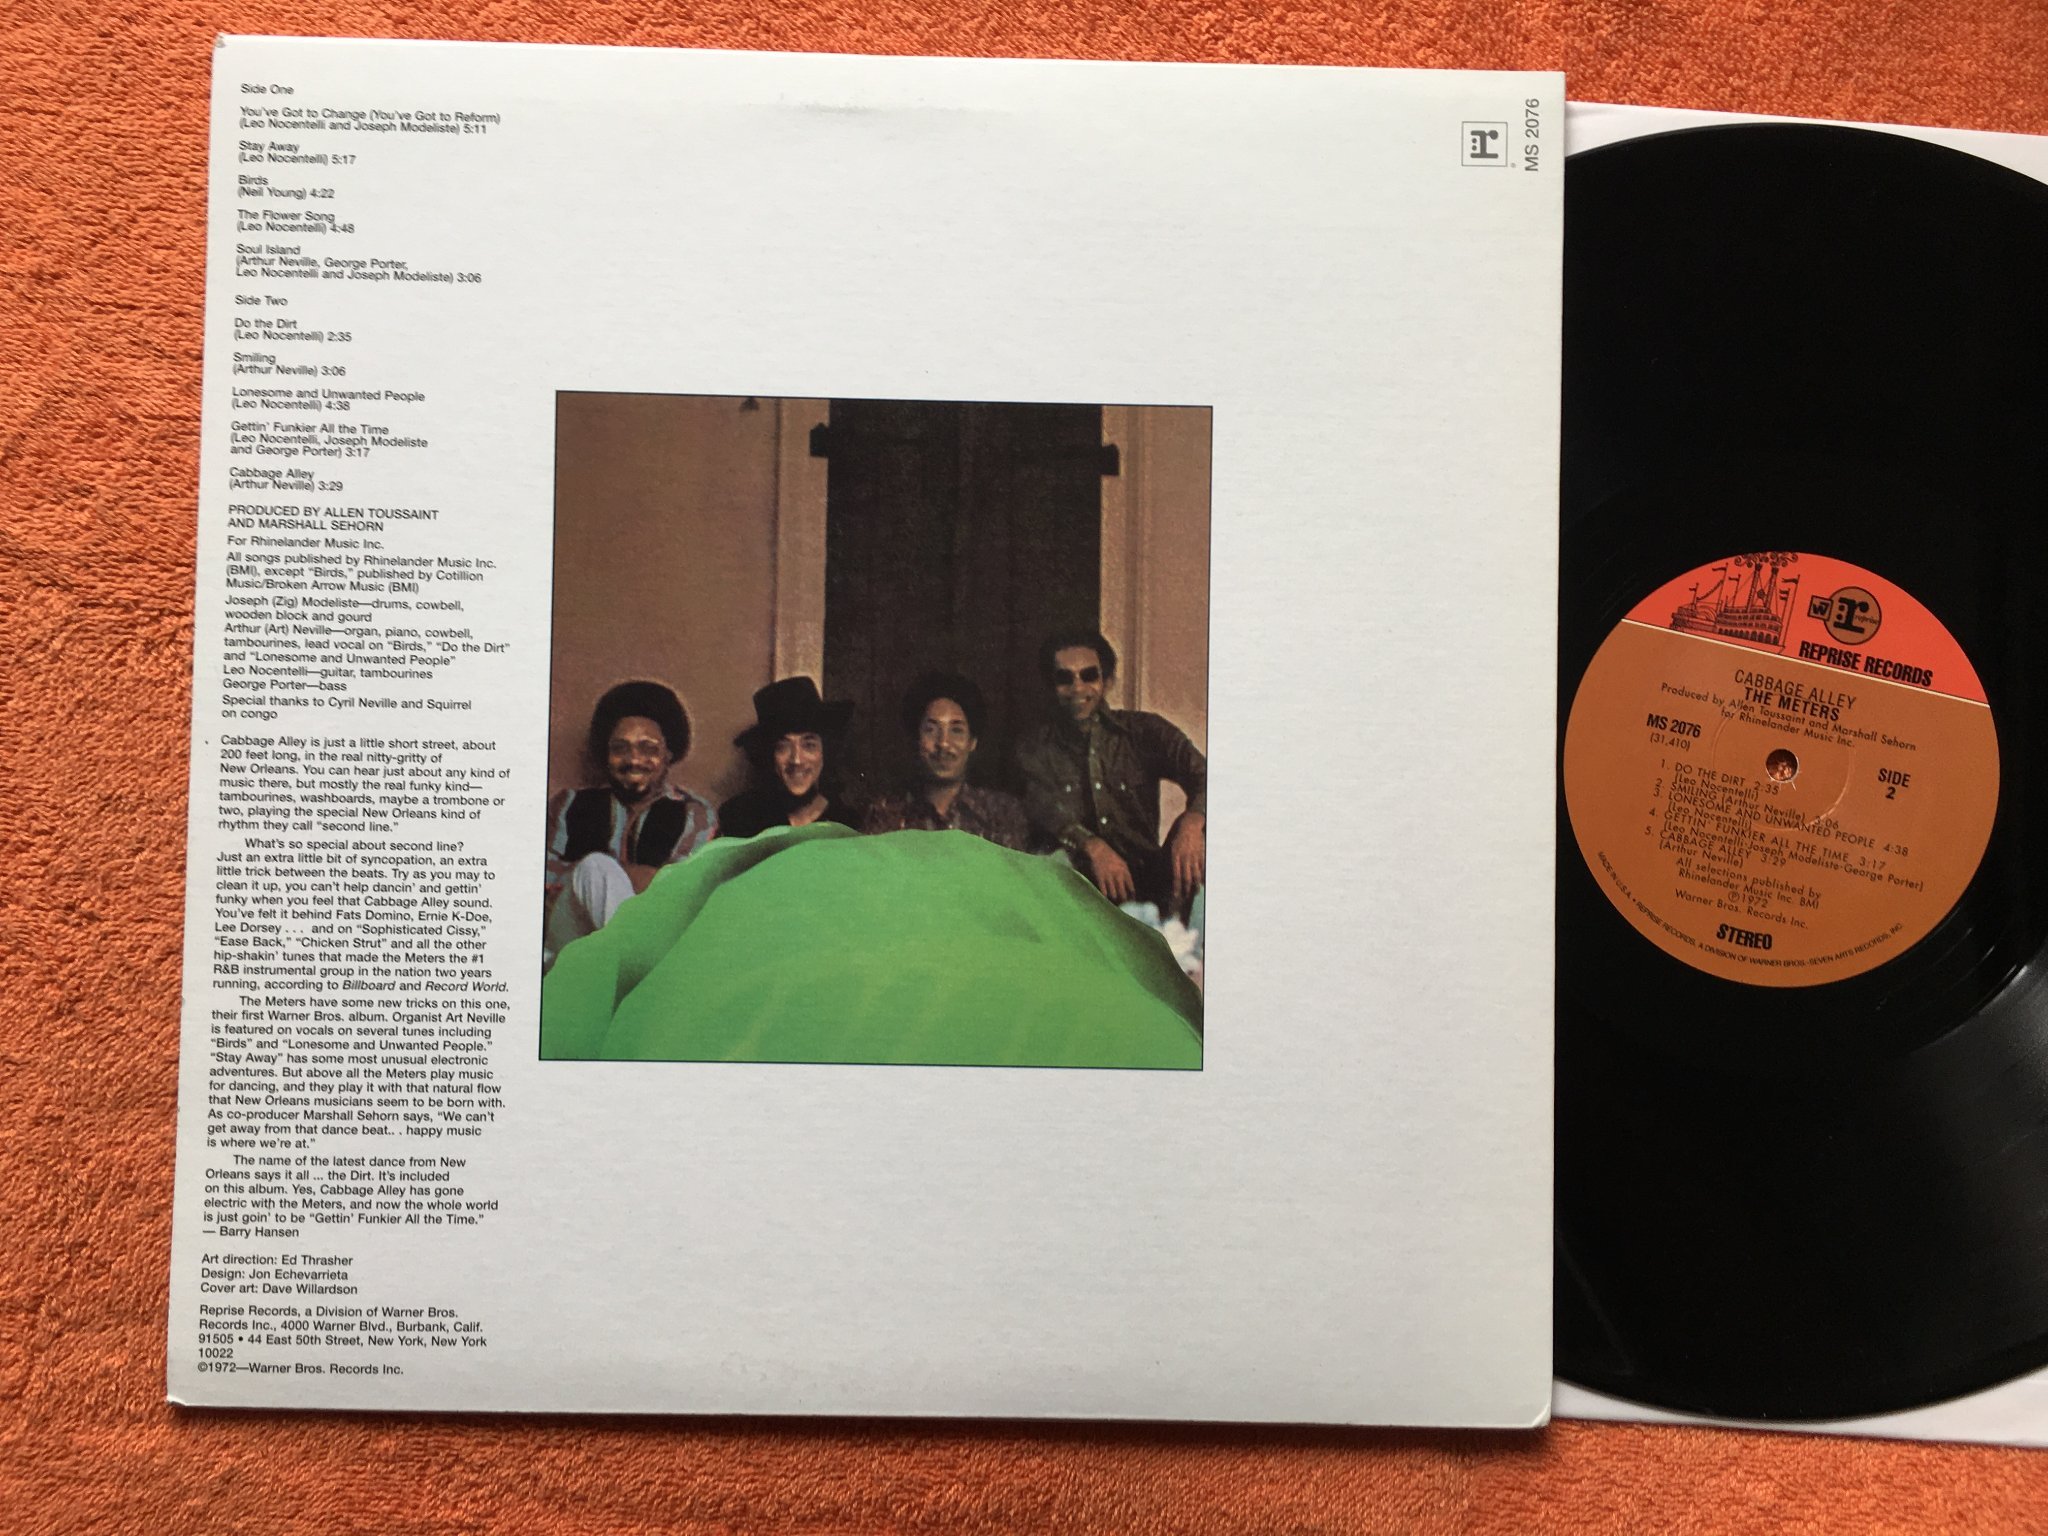 Side One
You've Got to Change (You've Got to Reform)
(Leo Nocentelli and Joseph Modeliste) 5:11
Stay Away
(Leo Nocentelli) 5:17
Birds
(Neil Young) 4:22
The Flower Song
(Leo Nocentelli) 4:48
Soul Island
(Arthur Neville, George Porter,
Leo Nocentelli and Joseph Modeliste) 3:06
Side Two
Do the Dirt
(Leo Nocentelli) 2:35
Smiling
(Arthur Neville) 3:06
Lonesome and Unwanted People
(Leo Nocentelli) 4:38
Gettin' Funkier All the Time
(Leo Nocentelli, Joseph Modeliste
and George Porter) 3:17
Cabbage Alley
(Arthur Neville) 3:29
PRODUCED BY ALLEN TOUSSAINT
AND MARSHALL SEHORN
For Rhinelander Music Inc.
All songs published by Rhinelander Music Inc.
(BMI), except "Birds," published by Cotillion
Music/Broken Arrow Music (BMI)
Joseph (Zig) Modeliste—drums, cowbell,
wooden block and gourd
Arthur (Art) Neville—organ, piano, cowbell,
tambourines, lead vocal on "Birds," "Do the Dirt"
and "Lonesome and Unwanted People"
Leo Nocentelli—guitar, tambourines
George Porter—bass
Special thanks to Cyril Neville and Squirrel
on congo
Cabbage Alley is just a little short street, about
200 feet long, in the real nitty-gritty of
New Orleans. You can hear just about any kind of
music there, but mostly the real funky kind—
tambourines, washboards, maybe a trombone or
two, playing the special New Orleans kind of
rhythm they call "second line."
What's so special about second line?
Just an extra little bit of syncopation, an extra
little trick between the beats. Try as you may to
clean it up, you can't help dancin' and gettin'
funky when you feel that Cabbage Alley sound.
You've felt it behind Fats Domino, Ernie K-Doe,
Lee Dorsey . . . and on "Sophisticated Cissy,"
"Ease Back," "Chicken Strut" and all the other
hip-shakin' tunes that made the Meters the #1
R&B instrumental group in the nation two years
running, according to Billboard and Record World.
The Meters have some new tricks on this one,
their first Warner Bros. album. Organist Art Neville
is featured on vocals on several tunes including
"Birds" and "Lonesome and Unwanted People."
"Stay Away" has some most unusual electronic
adventures. But above all the Meters play music
for dancing, and they play it with that natural flow
that New Orleans musicians seem to be born with.
As co-producer Marshall Sehorn says, "We can't
get away from that dance beat.. . happy music
is where we're at."
The name of the latest dance from New
Orleans says it all ... the Dirt. It's included
on this album. Yes, Cabbage Alley has gone
electric with the Meters, and now the whole world
is just goin' to be "Gettin' Funkier All the Time."
— Barry Hansen
Art direction: Ed Thrasher
Design: Jon Echevarrieta
Cover art: Dave Willardson
Reprise Records, a Division of Warner Bros.
Records Inc., 4000 Warner Blvd., Burbank, Calif.
91505 • 44 East 50th Street, New York, New York
10022
©1972—Warner Bros. Records Inc.
r:
MS 2076
W r: reprise
REPRISE RECORDS
CABBAGE ALLEY
THE METERS
Produced by Allen Toussaint and Marshall Sehorn
for Rhinelander Music Inc.
MS 2076
(31,410)
SIDE
2
1. DO THE DIRT 2:35
(Leo Nocentelli)
2. SMILING (Arthur Neville) 3:06
3. LONESOME AND UNWANTED PEOPLE 4:38
(Leo Nocentelli)
4. GETTIN' FUNKIER ALL THE TIME 3:17
(Leo Nocentelli-Joseph Modeliste-George Porter)
5. CABBAGE ALLEY 3:29
(Arthur Neville)
All selections published by
Rhinelander Music Inc. BMI
℗1972
Warner Bros. Records Inc.
STEREO
MADE IN U.S.A. • REPRISE RECORDS, A DIVISION OF WARNER BROS.-SEVEN ARTS RECORDS, INC.